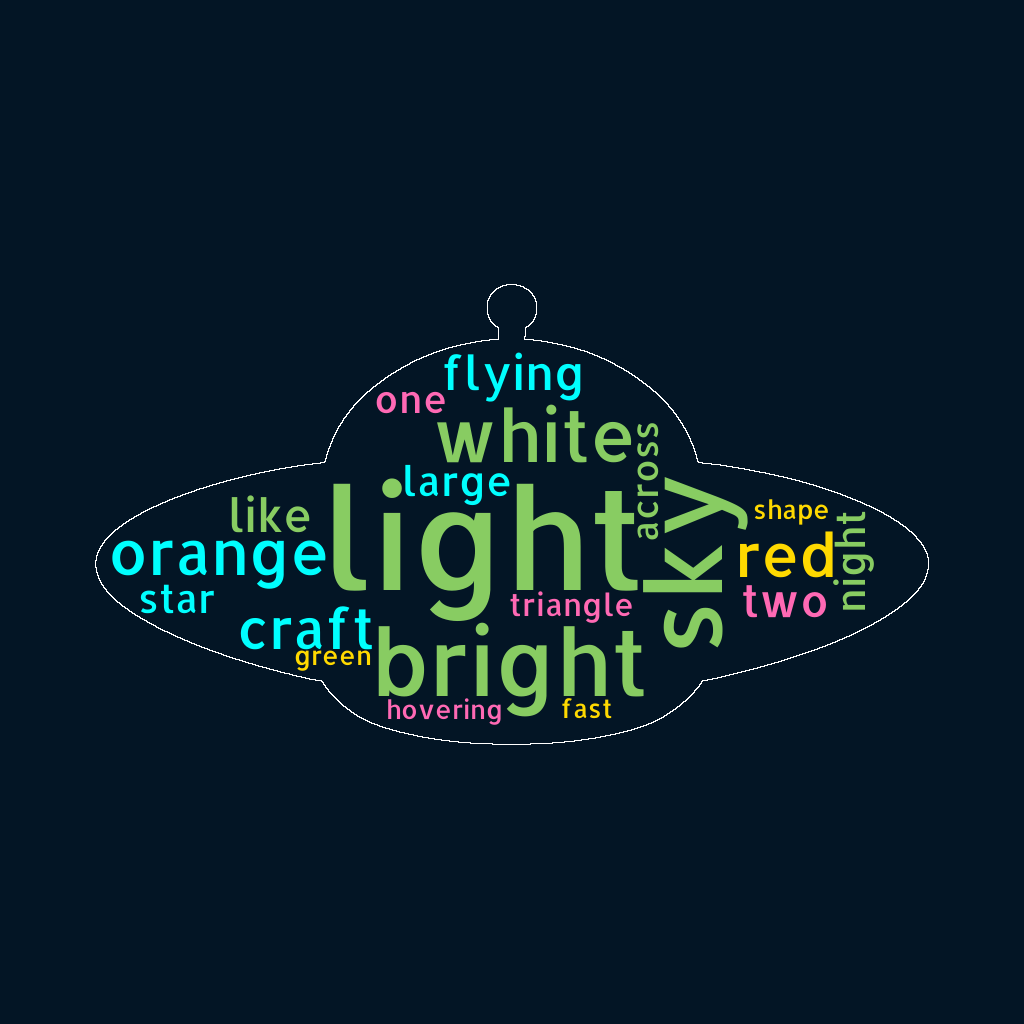 flying
one
white
across
large
light
sky
like
shape
night
orange
red
star
two
triangle
craft
bright
green
hovering
fast